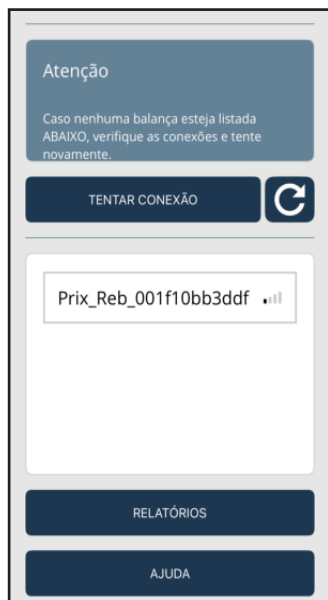 Atenção
Caso nenhuma balança esteja listada
ABAIXO, verifique as conexões e tente
novamente.
TENTAR CONEXÃO
Prix_Reb_001f10bb3ddf
RELATÓRIOS
AJUDA